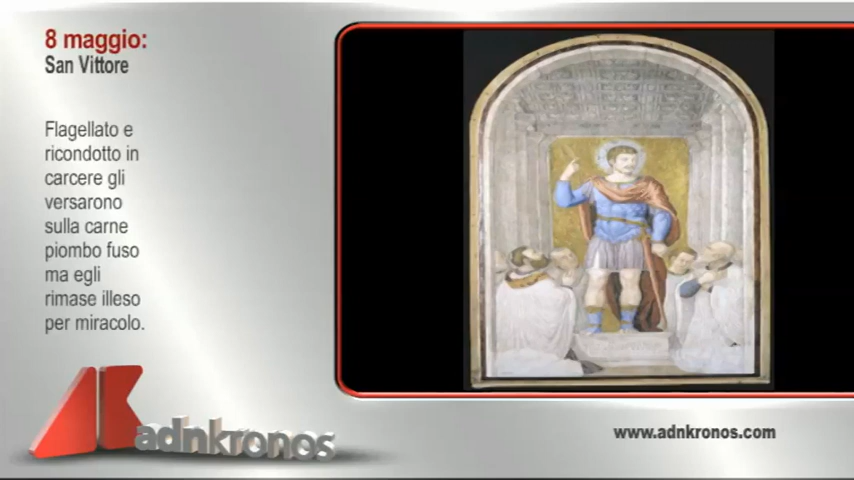 8 maggio:
San Vittore
Flagellato e
ricondotto in
carcere gli
versarono
sulla carne
piombo fuso
ma egli
rimase illeso
per miracolo.
adnkronos
www.adnkronos.com